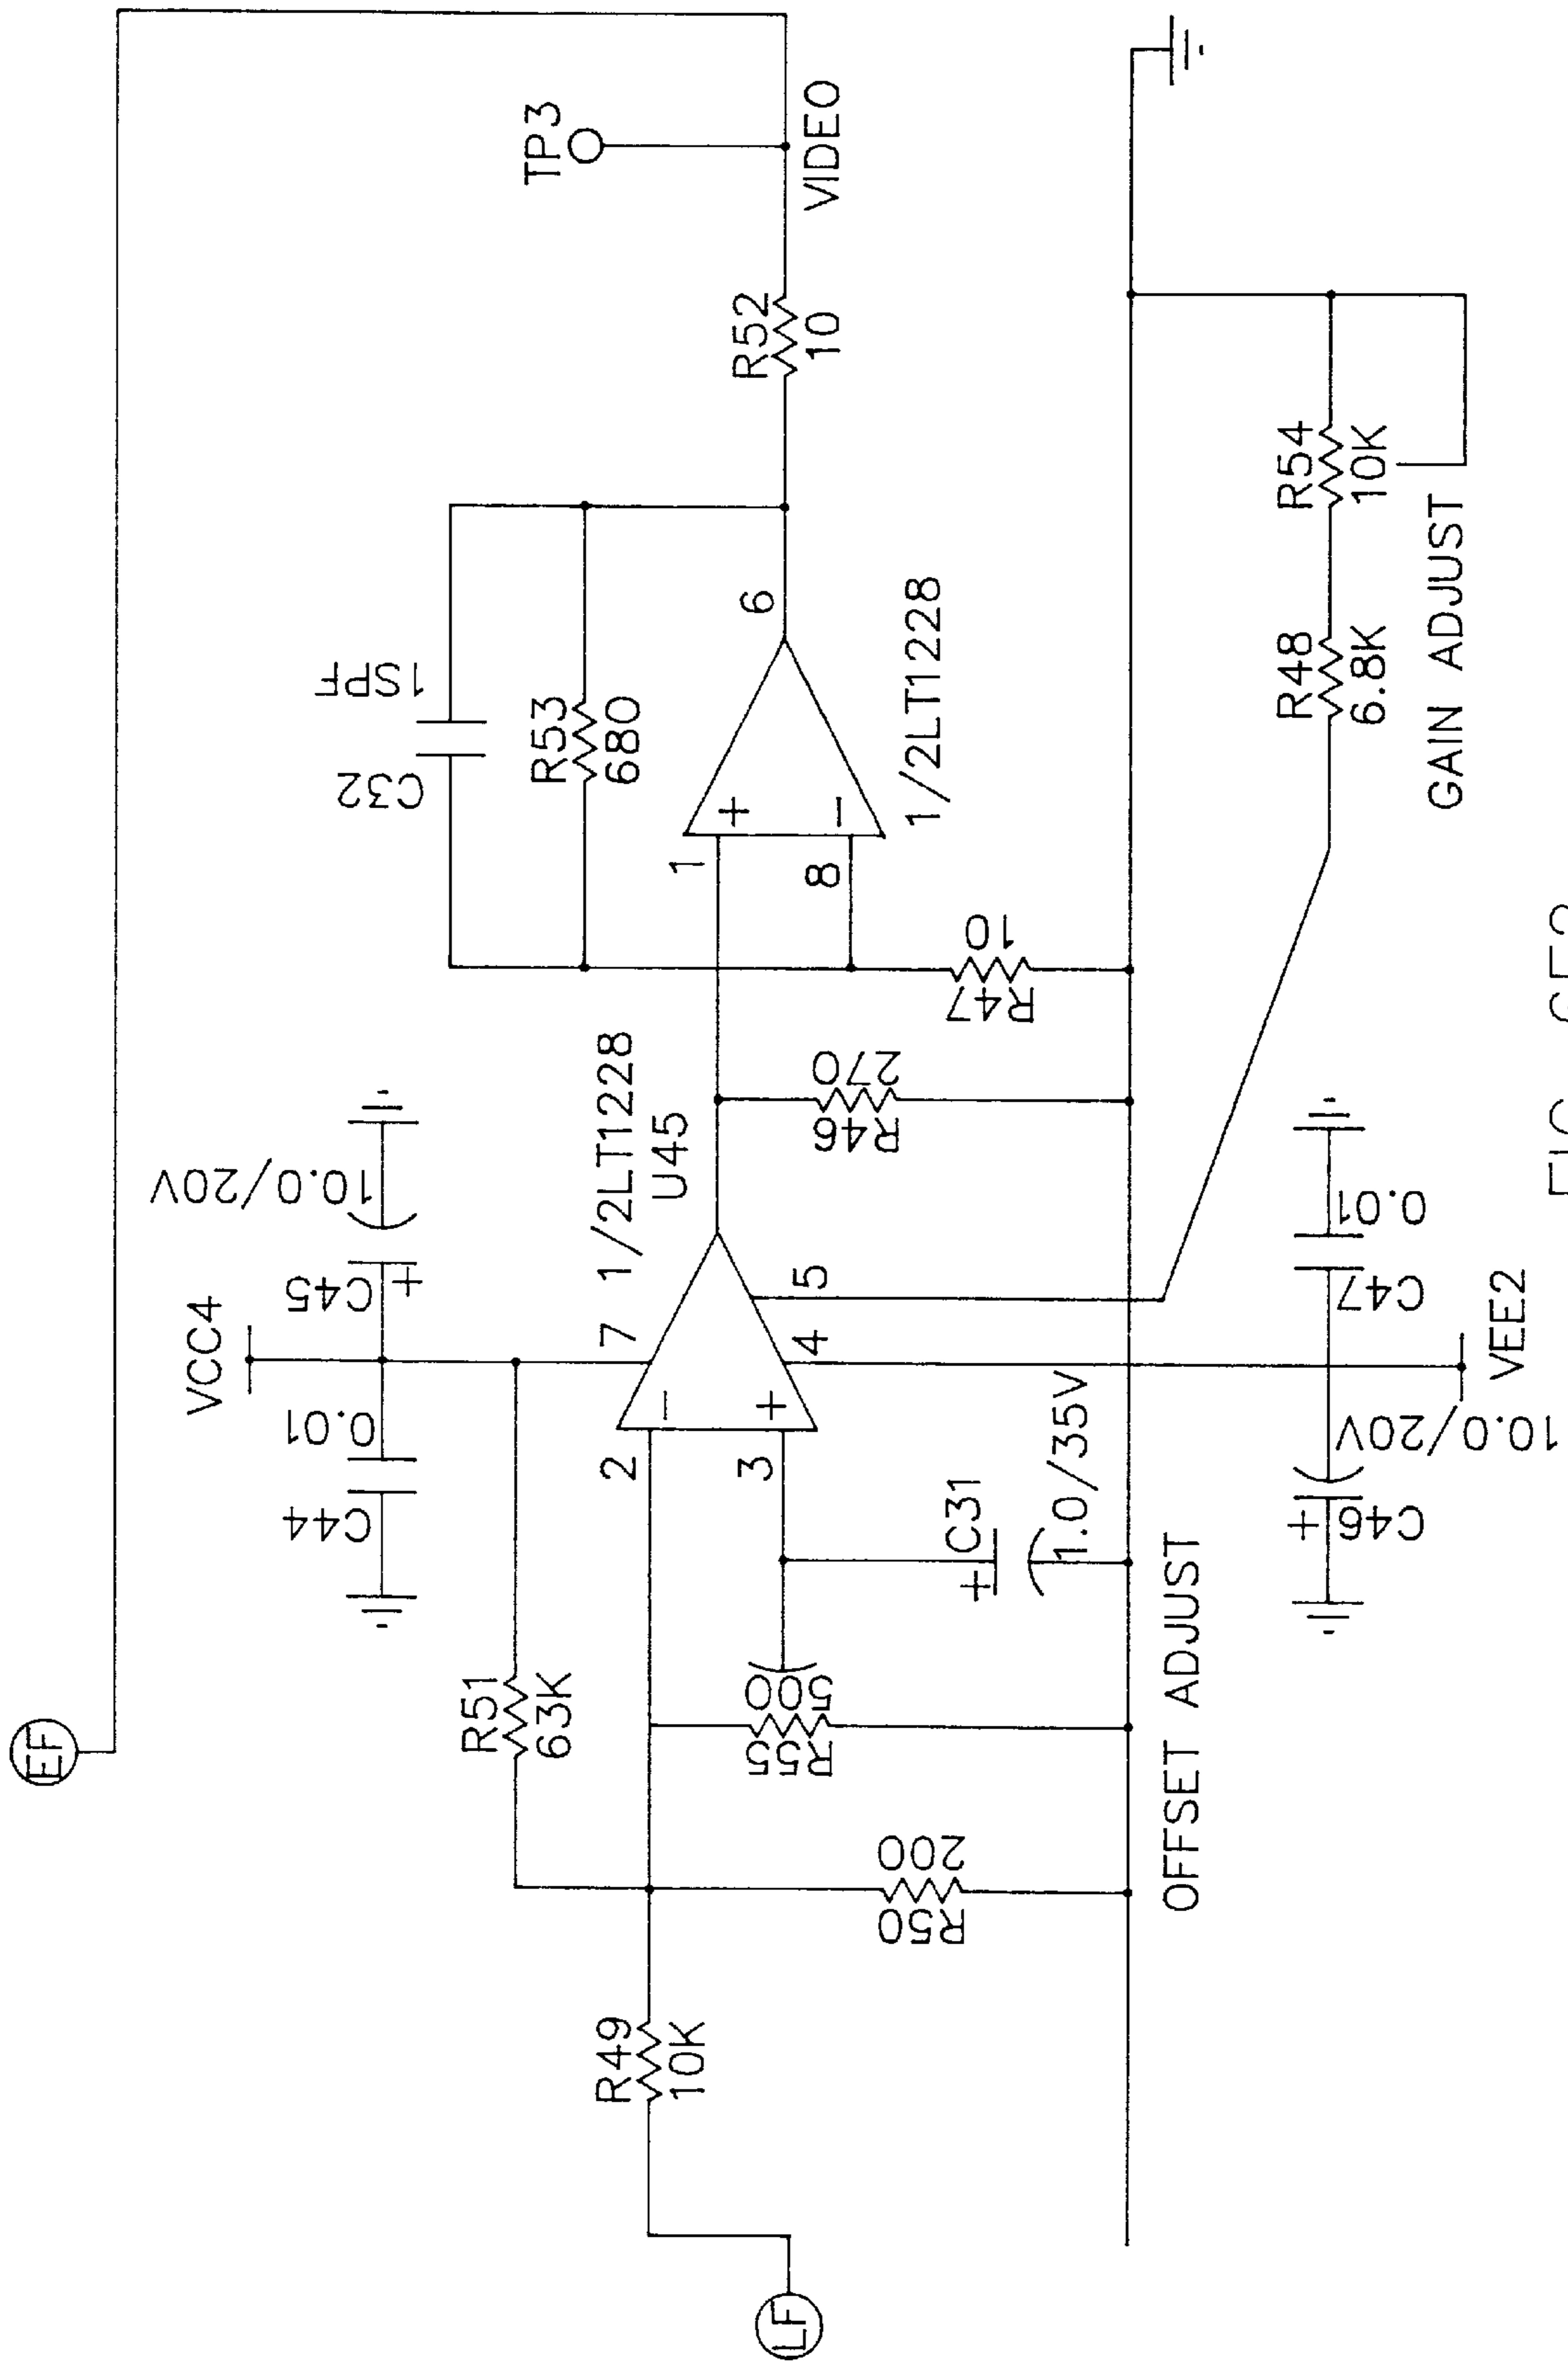 EF
VCC4
C44
0.01
C45
+
10.0/20V
R51
63K
1/2LT1228
U45
2
3
7
4
5
−
+
LF
R49
10K
R50
200
R55
500
OFFSET ADJUST
+
C31
1.0/35V
R46
270
R47
10
C32
1SPF
R53
680
1
8
6
+
−
1/2LT1228
R52
10
TP3
VIDEO
R48
6.8K
R54
10K
GAIN ADJUST
C46
+
10.0/20V
C47
0.01
VEE2